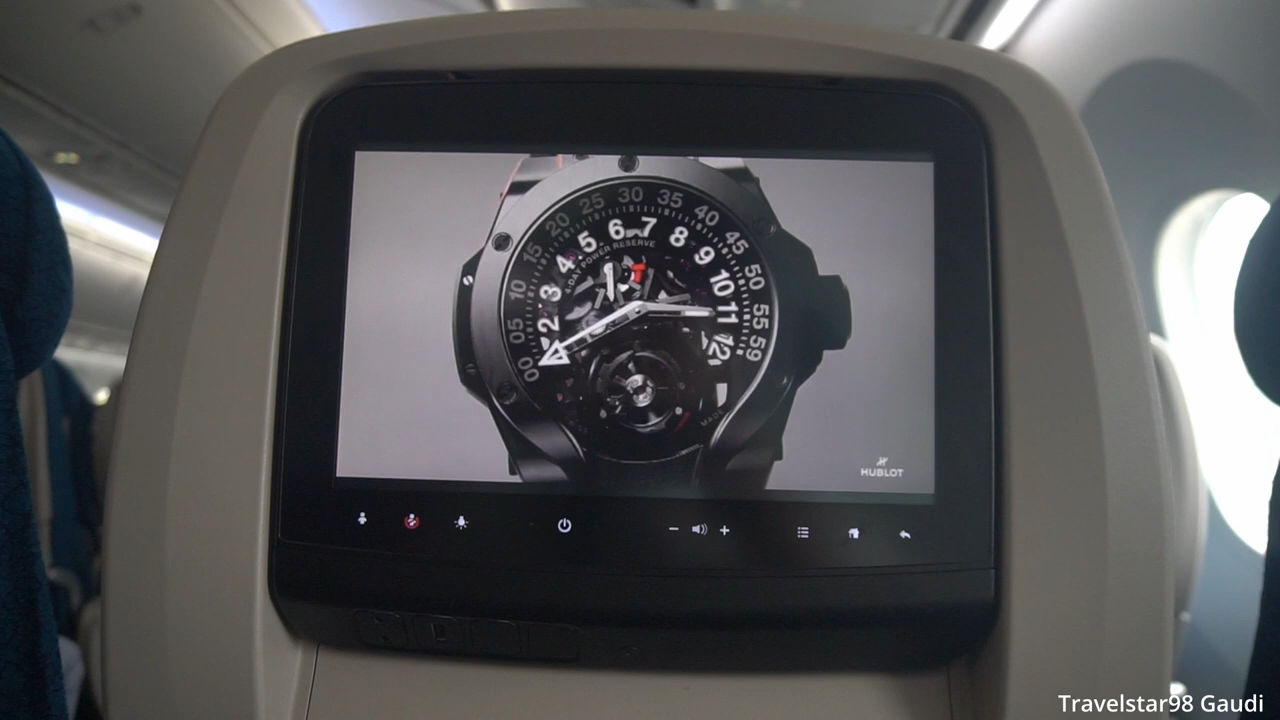 00 05 10 15 20 25 30 35 40 45 50 55 59
2 3 4 5 6 7 8 9 10 11 12
4-DAY POWER RESERVE
MADE
HUBLOT
Travelstar98 Gaudi